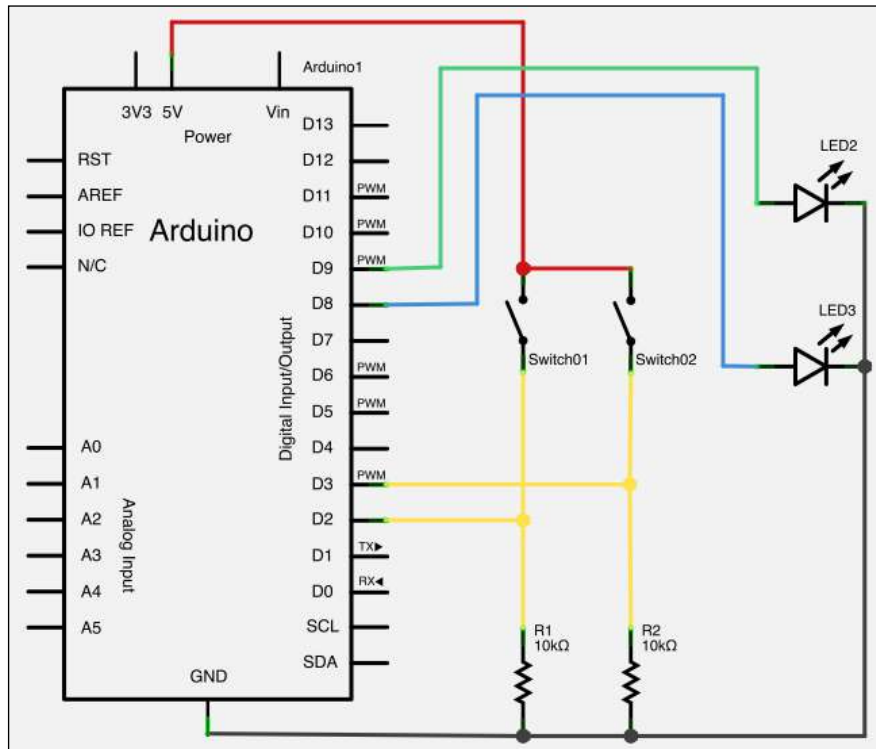 Arduino1
3V3 5V Vin
Power
D13
RST
D12
AREF
D11 PWM
IO REF
D10 PWM
Arduino
N/C
D9 PWM
D8
D7
D6 PWM
D5 PWM
Digital Input/Output
A0
D4
A1
D3 PWM
A2
D2
Analog Input
A3
D1 TX▶
A4
D0 RX◀
A5
SCL
SDA
GND
LED2
LED3
Switch01
Switch02
R1
10kΩ
R2
10kΩ